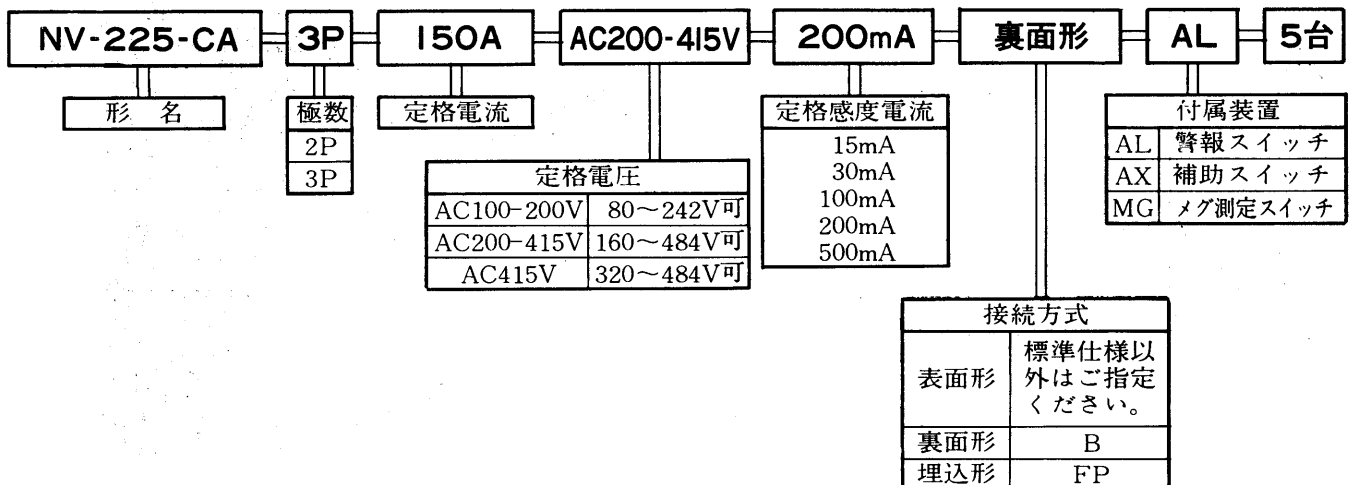 NV-225-CA 3P 150A AC200-415V 200mA 裏面形 AL 5台
形 名
極数
2P
3P
定格電流
定格電圧
AC100-200V 80～242V可
AC200-415V 160～484V可
AC415V 320～484V可
定格感度電流
15mA
30mA
100mA
200mA
500mA
接続方式
表面形
標準仕様以
外はご指定
ください。
裏面形 B
埋込形 FP
付属装置
AL 警報スイッチ
AX 補助スイッチ
MG メグ測定スイッチ